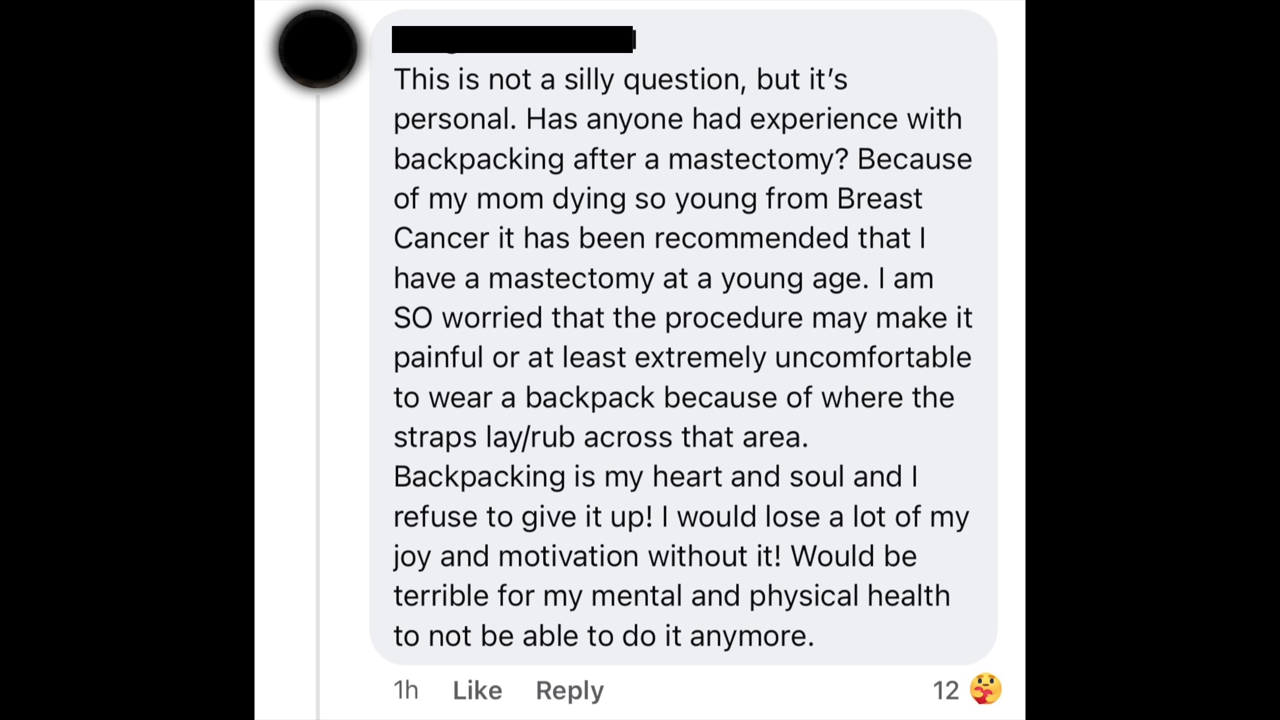 This is not a silly question, but it’s
personal. Has anyone had experience with
backpacking after a mastectomy? Because
of my mom dying so young from Breast
Cancer it has been recommended that I
have a mastectomy at a young age. I am
SO worried that the procedure may make it
painful or at least extremely uncomfortable
to wear a backpack because of where the
straps lay/rub across that area.
Backpacking is my heart and soul and I
refuse to give it up! I would lose a lot of my
joy and motivation without it! Would be
terrible for my mental and physical health
to not be able to do it anymore.
1h Like Reply 12